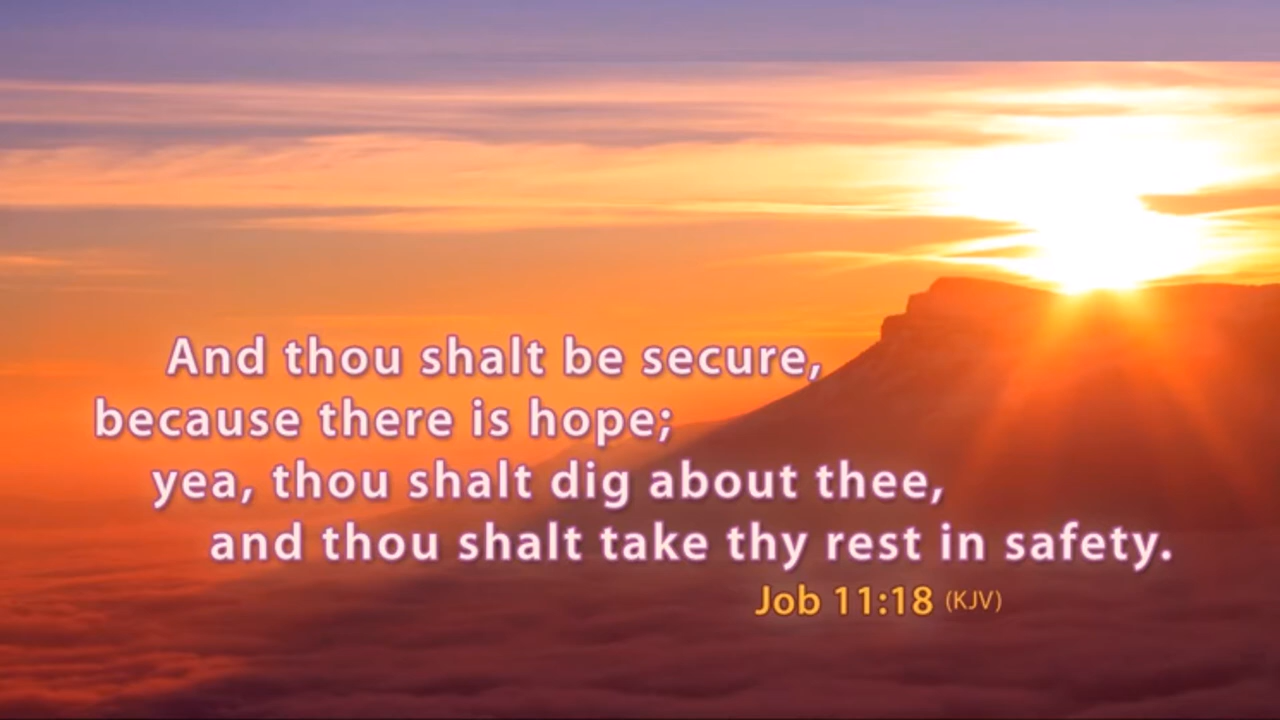 And thou shalt be secure,
because there is hope;
yea, thou shalt dig about thee,
and thou shalt take thy rest in safety.
Job 11:18 (KJV)